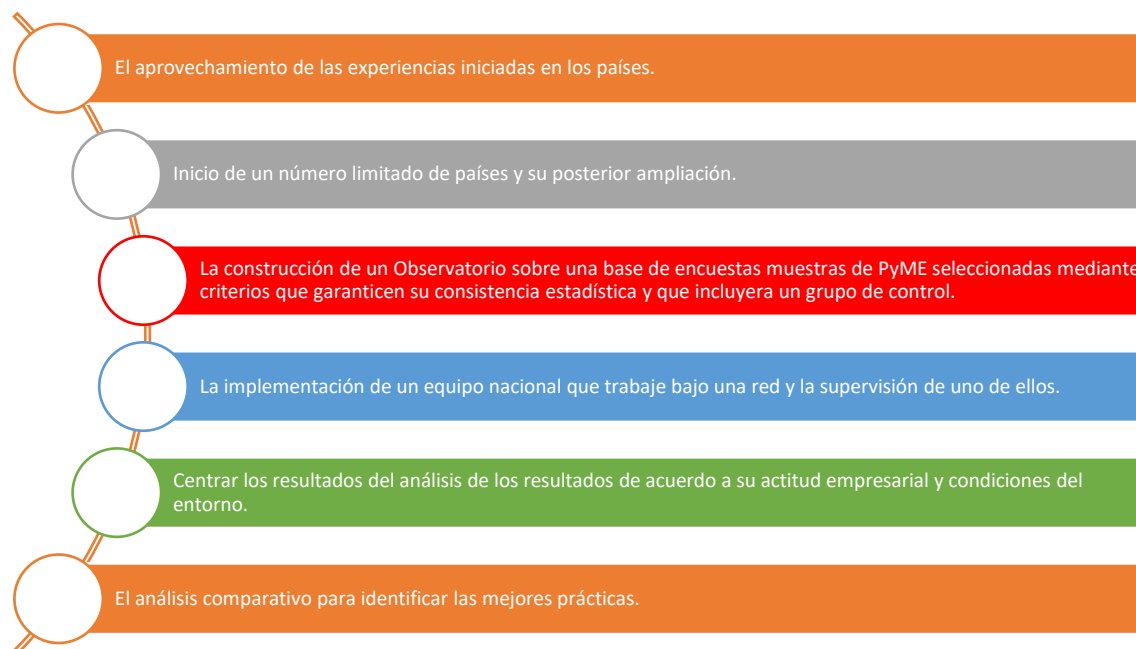 El aprovechamiento de las experiencias iniciadas en los países.
Inicio de un número limitado de países y su posterior ampliación.
La construcción de un Observatorio sobre una base de encuestas muestras de PyME seleccionadas mediante
criterios que garanticen su consistencia estadística y que incluyera un grupo de control.
La implementación de un equipo nacional que trabaje bajo una red y la supervisión de uno de ellos.
Centrar los resultados del análisis de los resultados de acuerdo a su actitud empresarial y condiciones del
entorno.
El análisis comparativo para identificar las mejores prácticas.